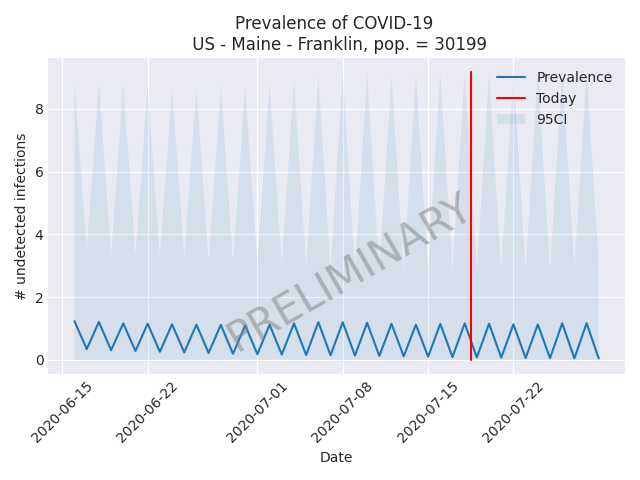 Prevalence of COVID-19
US - Maine - Franklin, pop. = 30199
# undetected infections
8
6
4
2
0
Prevalence
Today
95CI
PRELIMINARY
2020-06-15
2020-06-22
2020-07-01
2020-07-08
2020-07-15
2020-07-22
Date